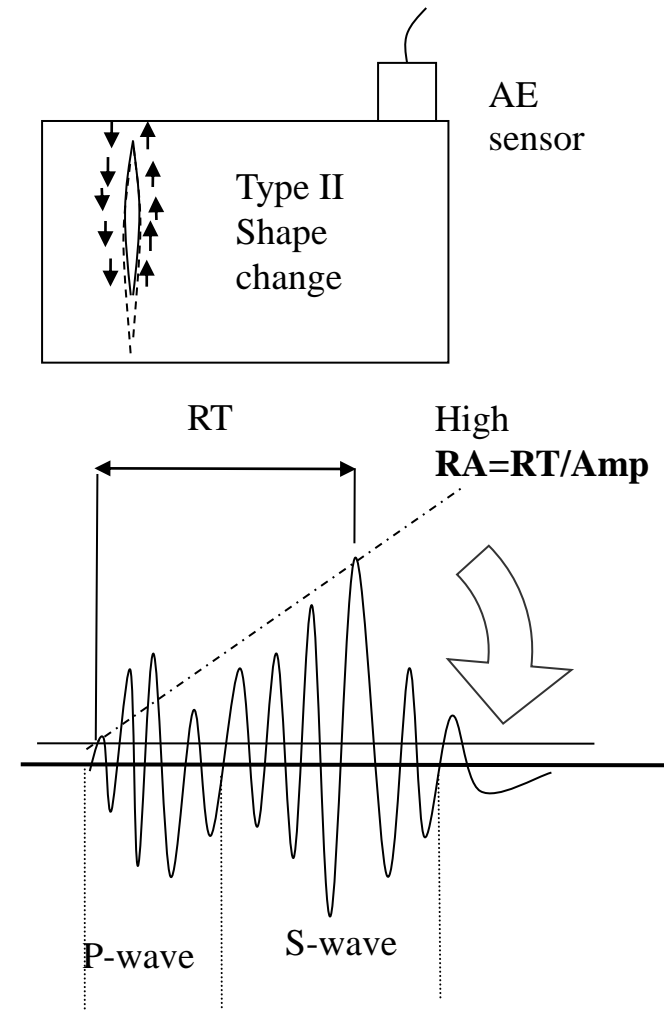 AE
sensor
Type II
Shape
change
RT
High
RA=RT/Amp
P-wave
S-wave